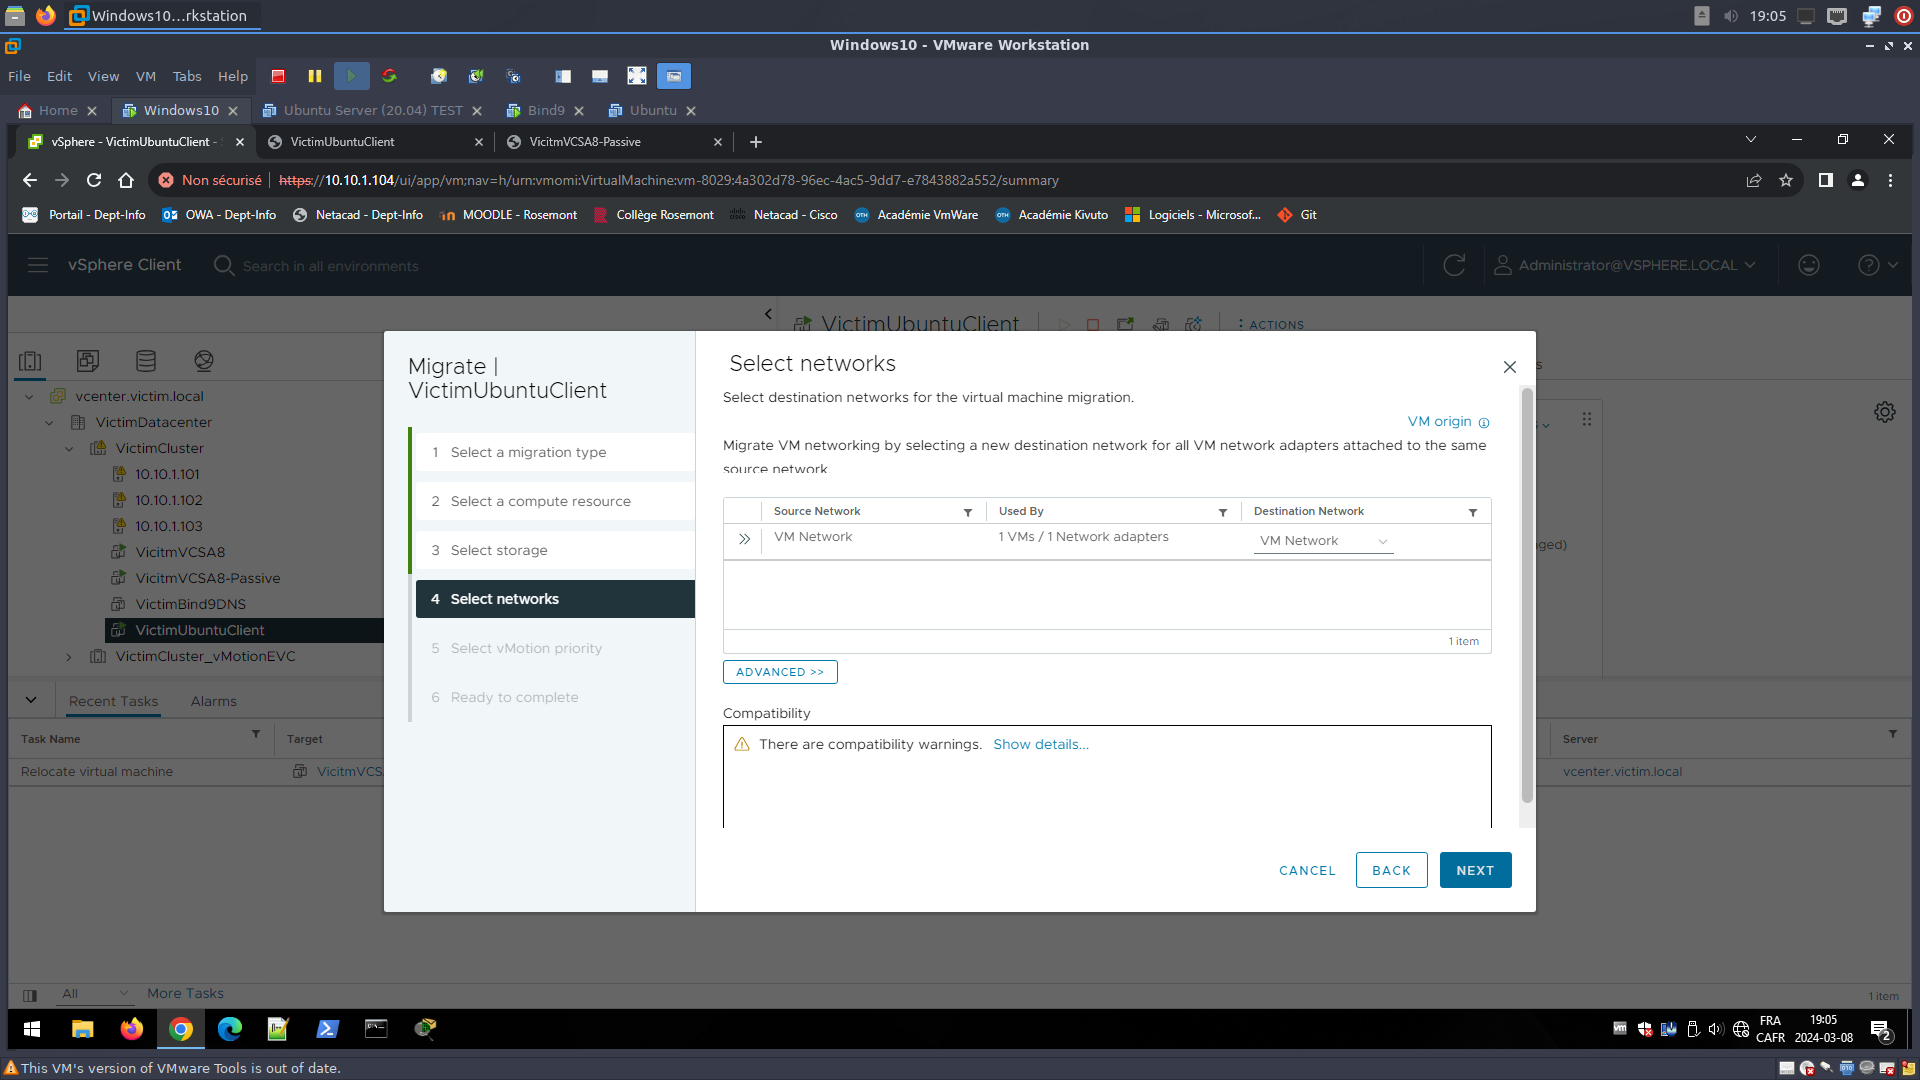 Windows10...rkstation
19:05
Windows10 - VMware Workstation
File Edit View VM Tabs Help
Home Windows10 Ubuntu Server (20.04) TEST Bind9 Ubuntu
vSphere - VictimUbuntuClient - VictimUbuntuClient VicitmVCSA8-Passive
Non sécurisé https://10.10.1.104/ui/app/vm;nav=h/urn:vmomi:VirtualMachine:vm-8029:4a302d78-96ec-4ac5-9dd7-e7843882a552/summary
Portail - Dept-Info OWA - Dept-Info Netacad - Dept-Info MOODLE - Rosemont Collège Rosemont Netacad - Cisco Académie VmWare Académie Kivuto Logiciels - Microsof... Git
vSphere Client Search in all environments Administrator@VSPHERE.LOCAL
VictimUbuntuClient ACTIONS
vcenter.victim.local
VictimDatacenter
VictimCluster
10.10.1.101
10.10.1.102
10.10.1.103
VicitmVCSA8
VicitmVCSA8-Passive
VictimBind9DNS
VictimUbuntuClient
VictimCluster_vMotionEVC
Migrate |
VictimUbuntuClient
1 Select a migration type
2 Select a compute resource
3 Select storage
4 Select networks
5 Select vMotion priority
6 Ready to complete
Select networks
Select destination networks for the virtual machine migration.
VM origin
Migrate VM networking by selecting a new destination network for all VM network adapters attached to the same
source network
Source Network Used By Destination Network
VM Network 1 VMs / 1 Network adapters VM Network
1 item
ADVANCED >>
Compatibility
There are compatibility warnings. Show details...
CANCEL BACK NEXT
s
aged)
Recent Tasks Alarms
Task Name Target Server
Relocate virtual machine VicitmVCS vcenter.victim.local
All More Tasks 1 item
FRA
CAFR
19:05
2024-03-08
2
This VM's version of VMware Tools is out of date.